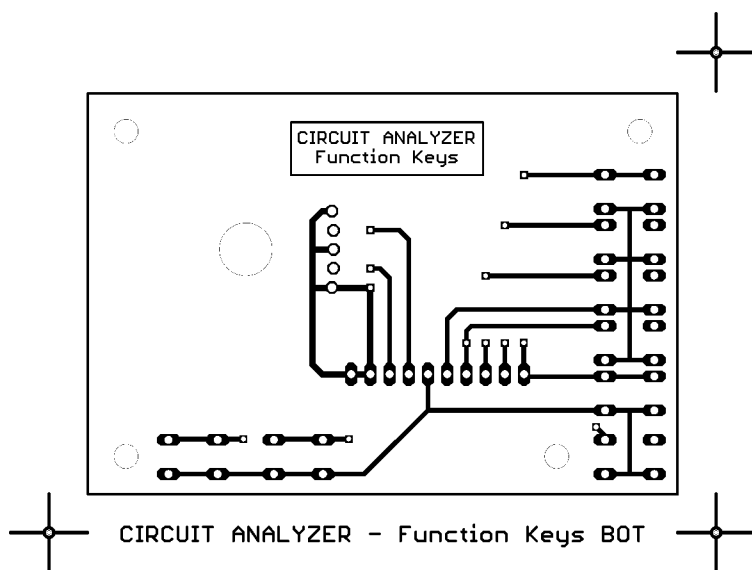 CIRCUIT ANALYZER
Function Keys
CIRCUIT ANALYZER - Function Keys BOT